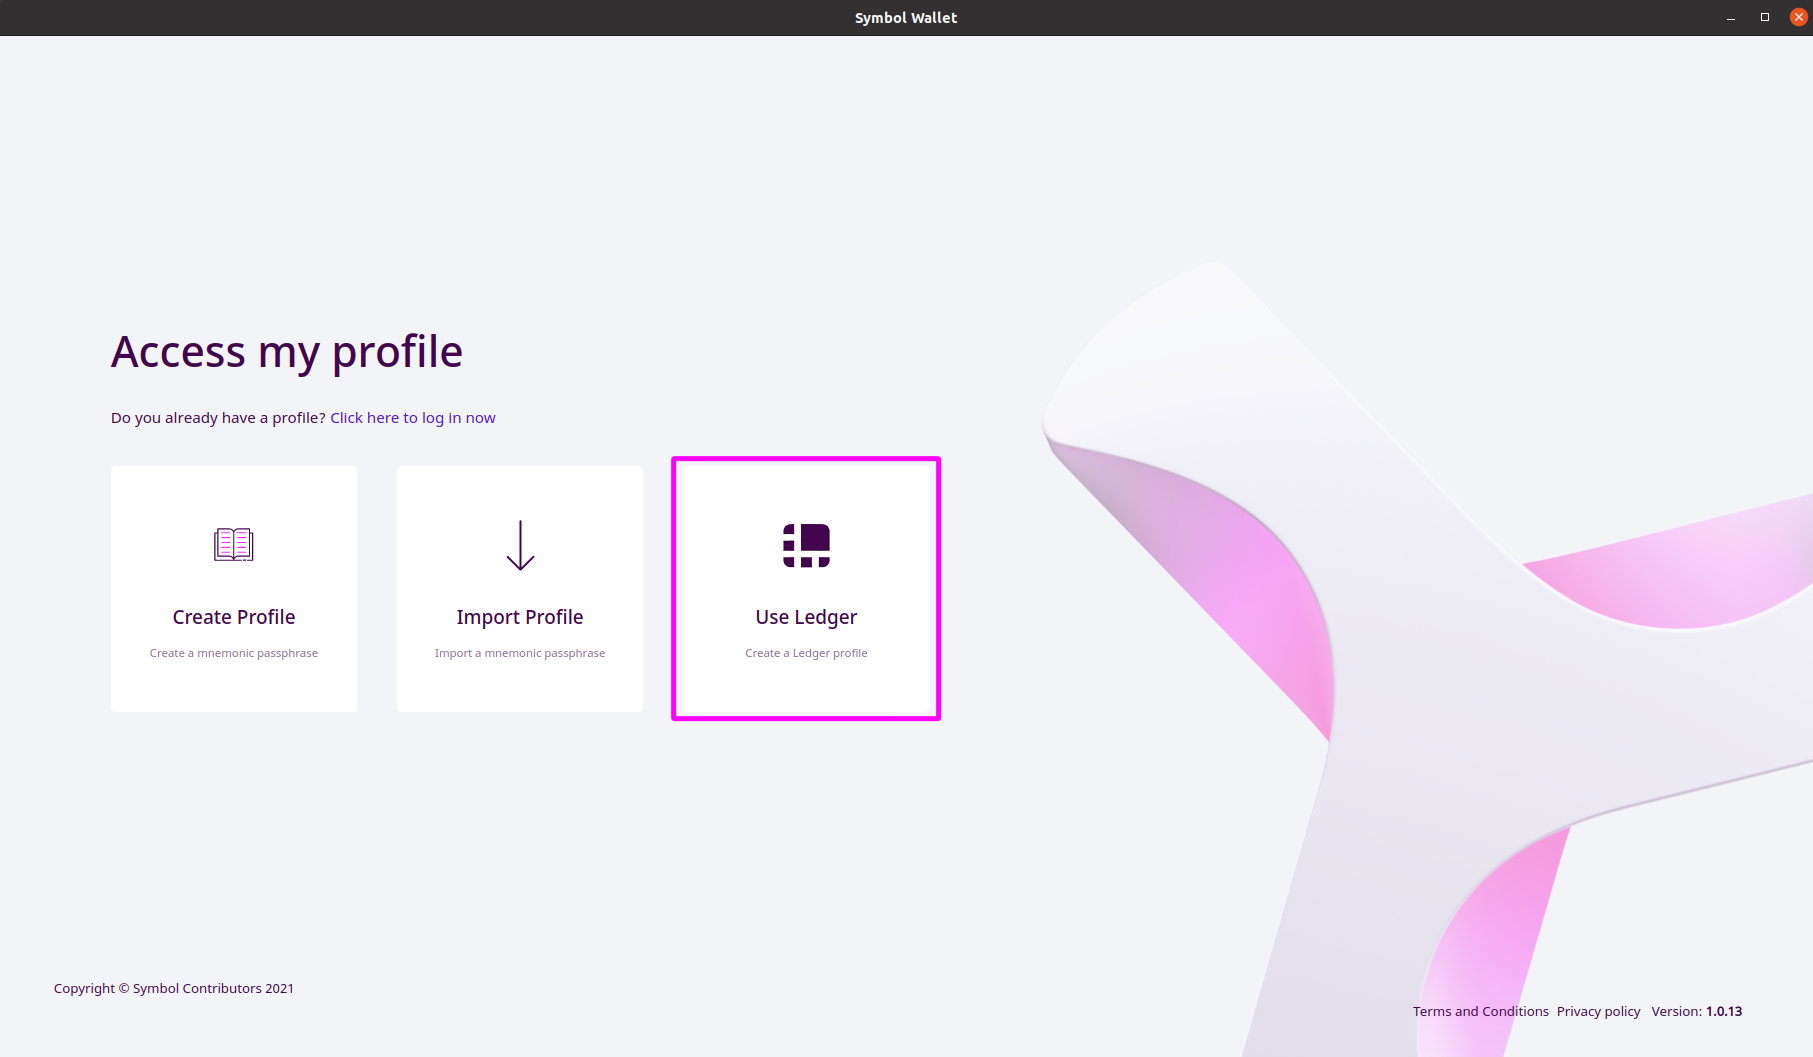 Symbol Wallet
Access my profile
Do you already have a profile? Click here to log in now
Create Profile
Create a mnemonic passphrase
Import Profile
Import a mnemonic passphrase
Use Ledger
Create a Ledger profile
Copyright © Symbol Contributors 2021
Terms and Conditions Privacy policy Version: 1.0.13